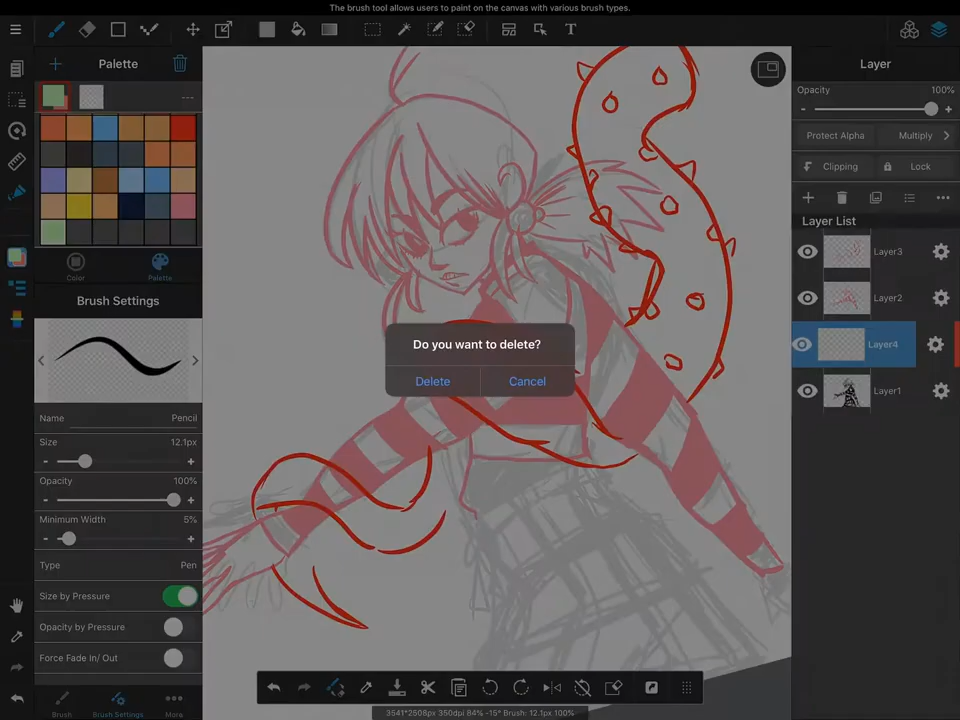 The brush tool allows users to paint on the canvas with various brush types.
Palette
Layer
Opacity 100%
Protect Alpha Multiply
Clipping Lock
Layer List
Layer3
Layer2
Layer4
Layer1
Color Palette
Brush Settings
Name Pencil
Size 12.1px
Opacity 100%
Minimum Width 5%
Type Pen
Size by Pressure
Opacity by Pressure
Force Fade In/ Out
Brush Brush Settings More
Do you want to delete?
Delete Cancel
3541*2508px 350dpi 84% -15° Brush: 12.1px 100%